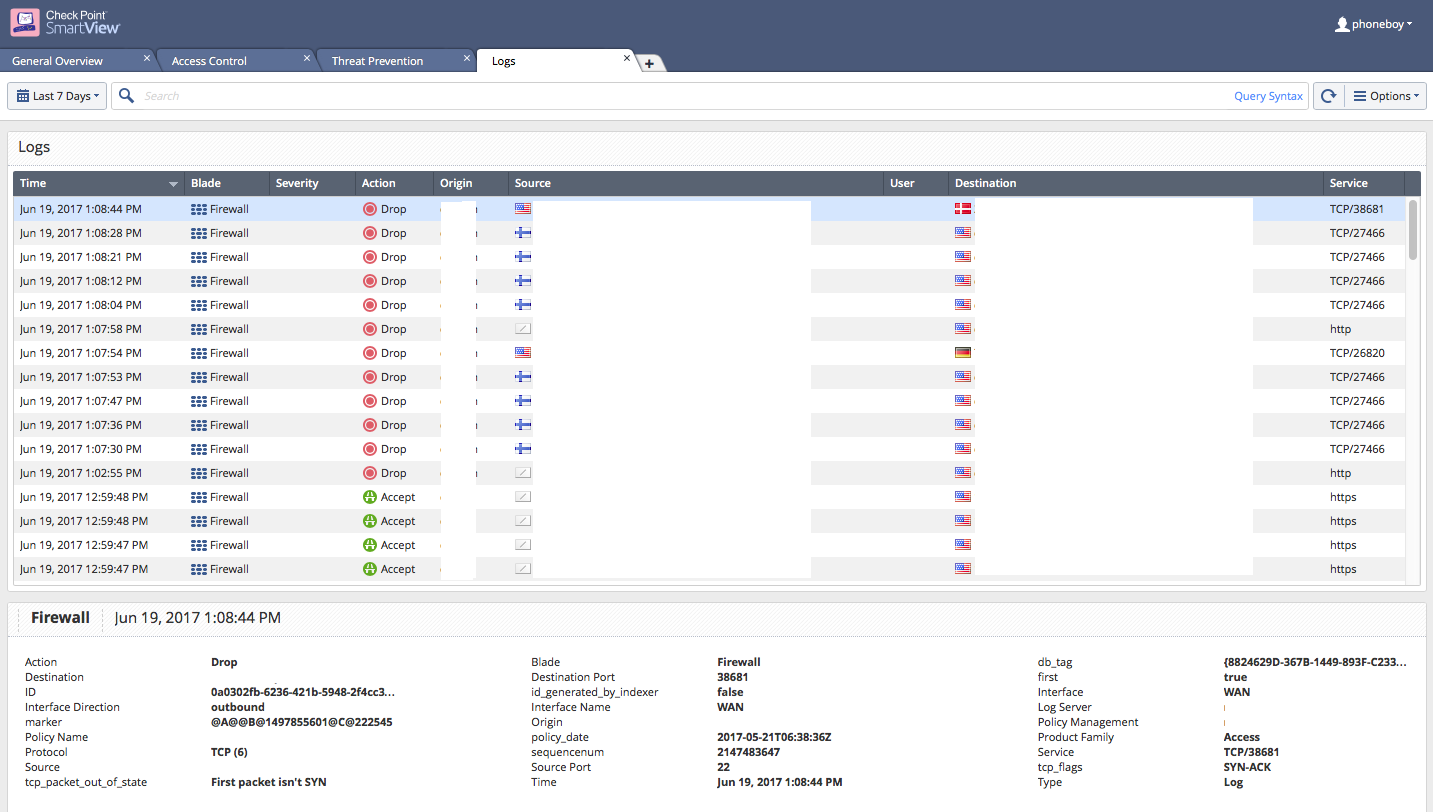 Check Point
SmartView
phoneboy
General Overview Access Control Threat Prevention Logs
Last 7 Days Search Query Syntax Options
Logs
Time Blade Severity Action Origin Source User Destination Service
Jun 19, 2017 1:08:44 PM Firewall Drop TCP/38681
Jun 19, 2017 1:08:28 PM Firewall Drop TCP/27466
Jun 19, 2017 1:08:21 PM Firewall Drop TCP/27466
Jun 19, 2017 1:08:12 PM Firewall Drop TCP/27466
Jun 19, 2017 1:08:04 PM Firewall Drop TCP/27466
Jun 19, 2017 1:07:58 PM Firewall Drop http
Jun 19, 2017 1:07:54 PM Firewall Drop TCP/26820
Jun 19, 2017 1:07:53 PM Firewall Drop TCP/27466
Jun 19, 2017 1:07:47 PM Firewall Drop TCP/27466
Jun 19, 2017 1:07:36 PM Firewall Drop TCP/27466
Jun 19, 2017 1:07:30 PM Firewall Drop TCP/27466
Jun 19, 2017 1:02:55 PM Firewall Drop http
Jun 19, 2017 12:59:48 PM Firewall Accept https
Jun 19, 2017 12:59:48 PM Firewall Accept https
Jun 19, 2017 12:59:47 PM Firewall Accept https
Jun 19, 2017 12:59:47 PM Firewall Accept https
Firewall Jun 19, 2017 1:08:44 PM
Action Drop Blade Firewall db_tag {8824629D-367B-1449-893F-C233...
Destination Destination Port 38681 first true
ID 0a0302fb-6236-421b-5948-2f4cc3... id_generated_by_indexer false Interface WAN
Interface Direction outbound Interface Name WAN Log Server
marker @A@@B@1497855601@C@222545 Origin Policy Management
Policy Name policy_date 2017-05-21T06:38:36Z Product Family Access
Protocol TCP (6) sequencenum 2147483647 Service TCP/38681
Source Source Port 22 tcp_flags SYN-ACK
tcp_packet_out_of_state First packet isn't SYN Time Jun 19, 2017 1:08:44 PM Type Log